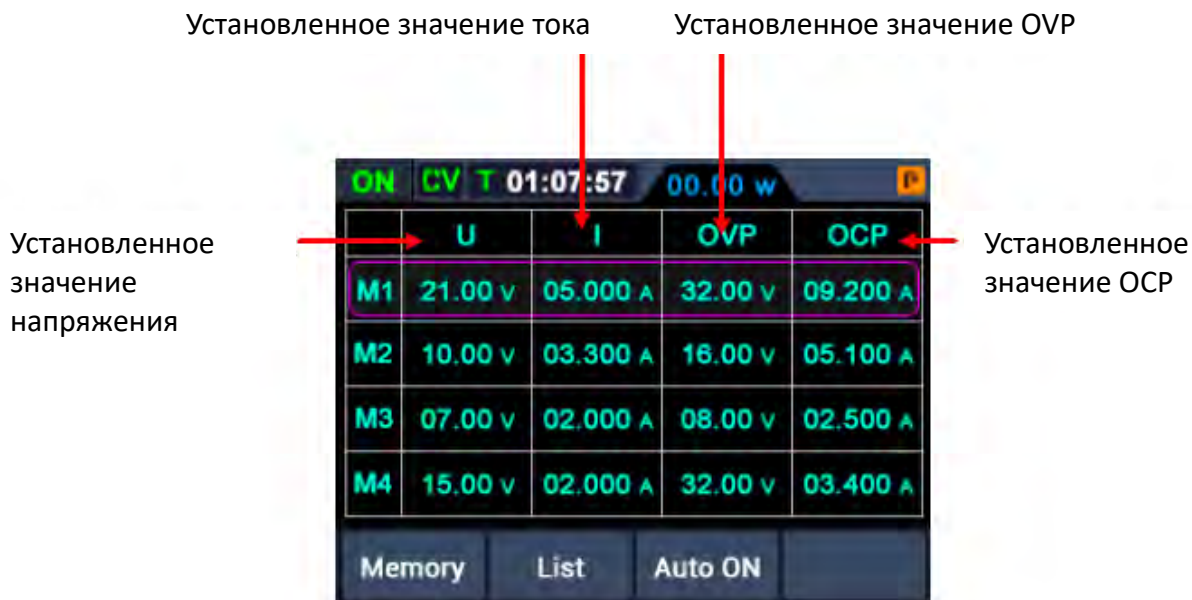 Установленное значение тока
Установленное значение OVP
ON CV T 01:07:57 00.00 W
Установленное
значение
напряжения
U I OVP OCP
M1 21.00 V 05.000 A 32.00 V 09.200 A
M2 10.00 V 03.300 A 16.00 V 05.100 A
M3 07.00 V 02.000 A 08.00 V 02.500 A
M4 15.00 V 02.000 A 32.00 V 03.400 A
Установленное
значение OCP
Memory List Auto ON